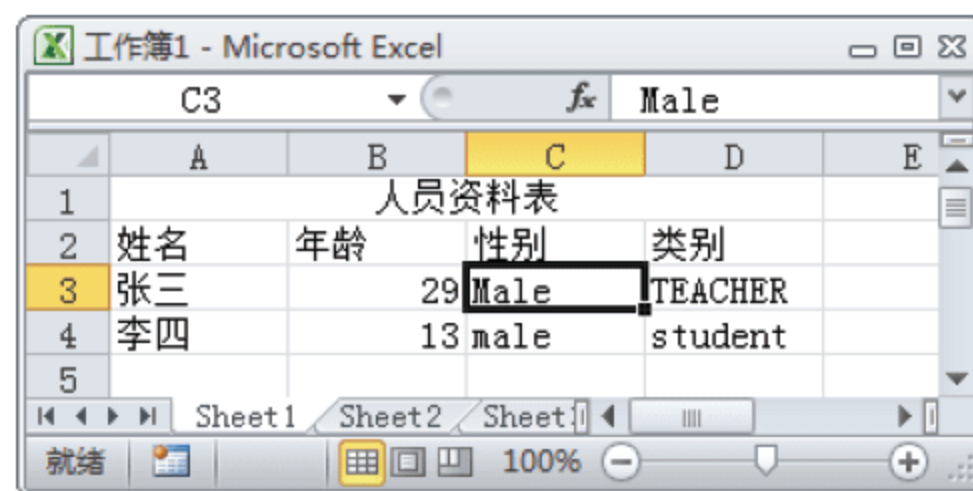 工作簿1 - Microsoft Excel
C3 fx Male
A B C D E
1 人员资料表
2 姓名 年龄 性别 类别
3 张三 29 Male TEACHER
4 李四 13 male student
5
Sheet1 Sheet2 Sheet
就绪 100%